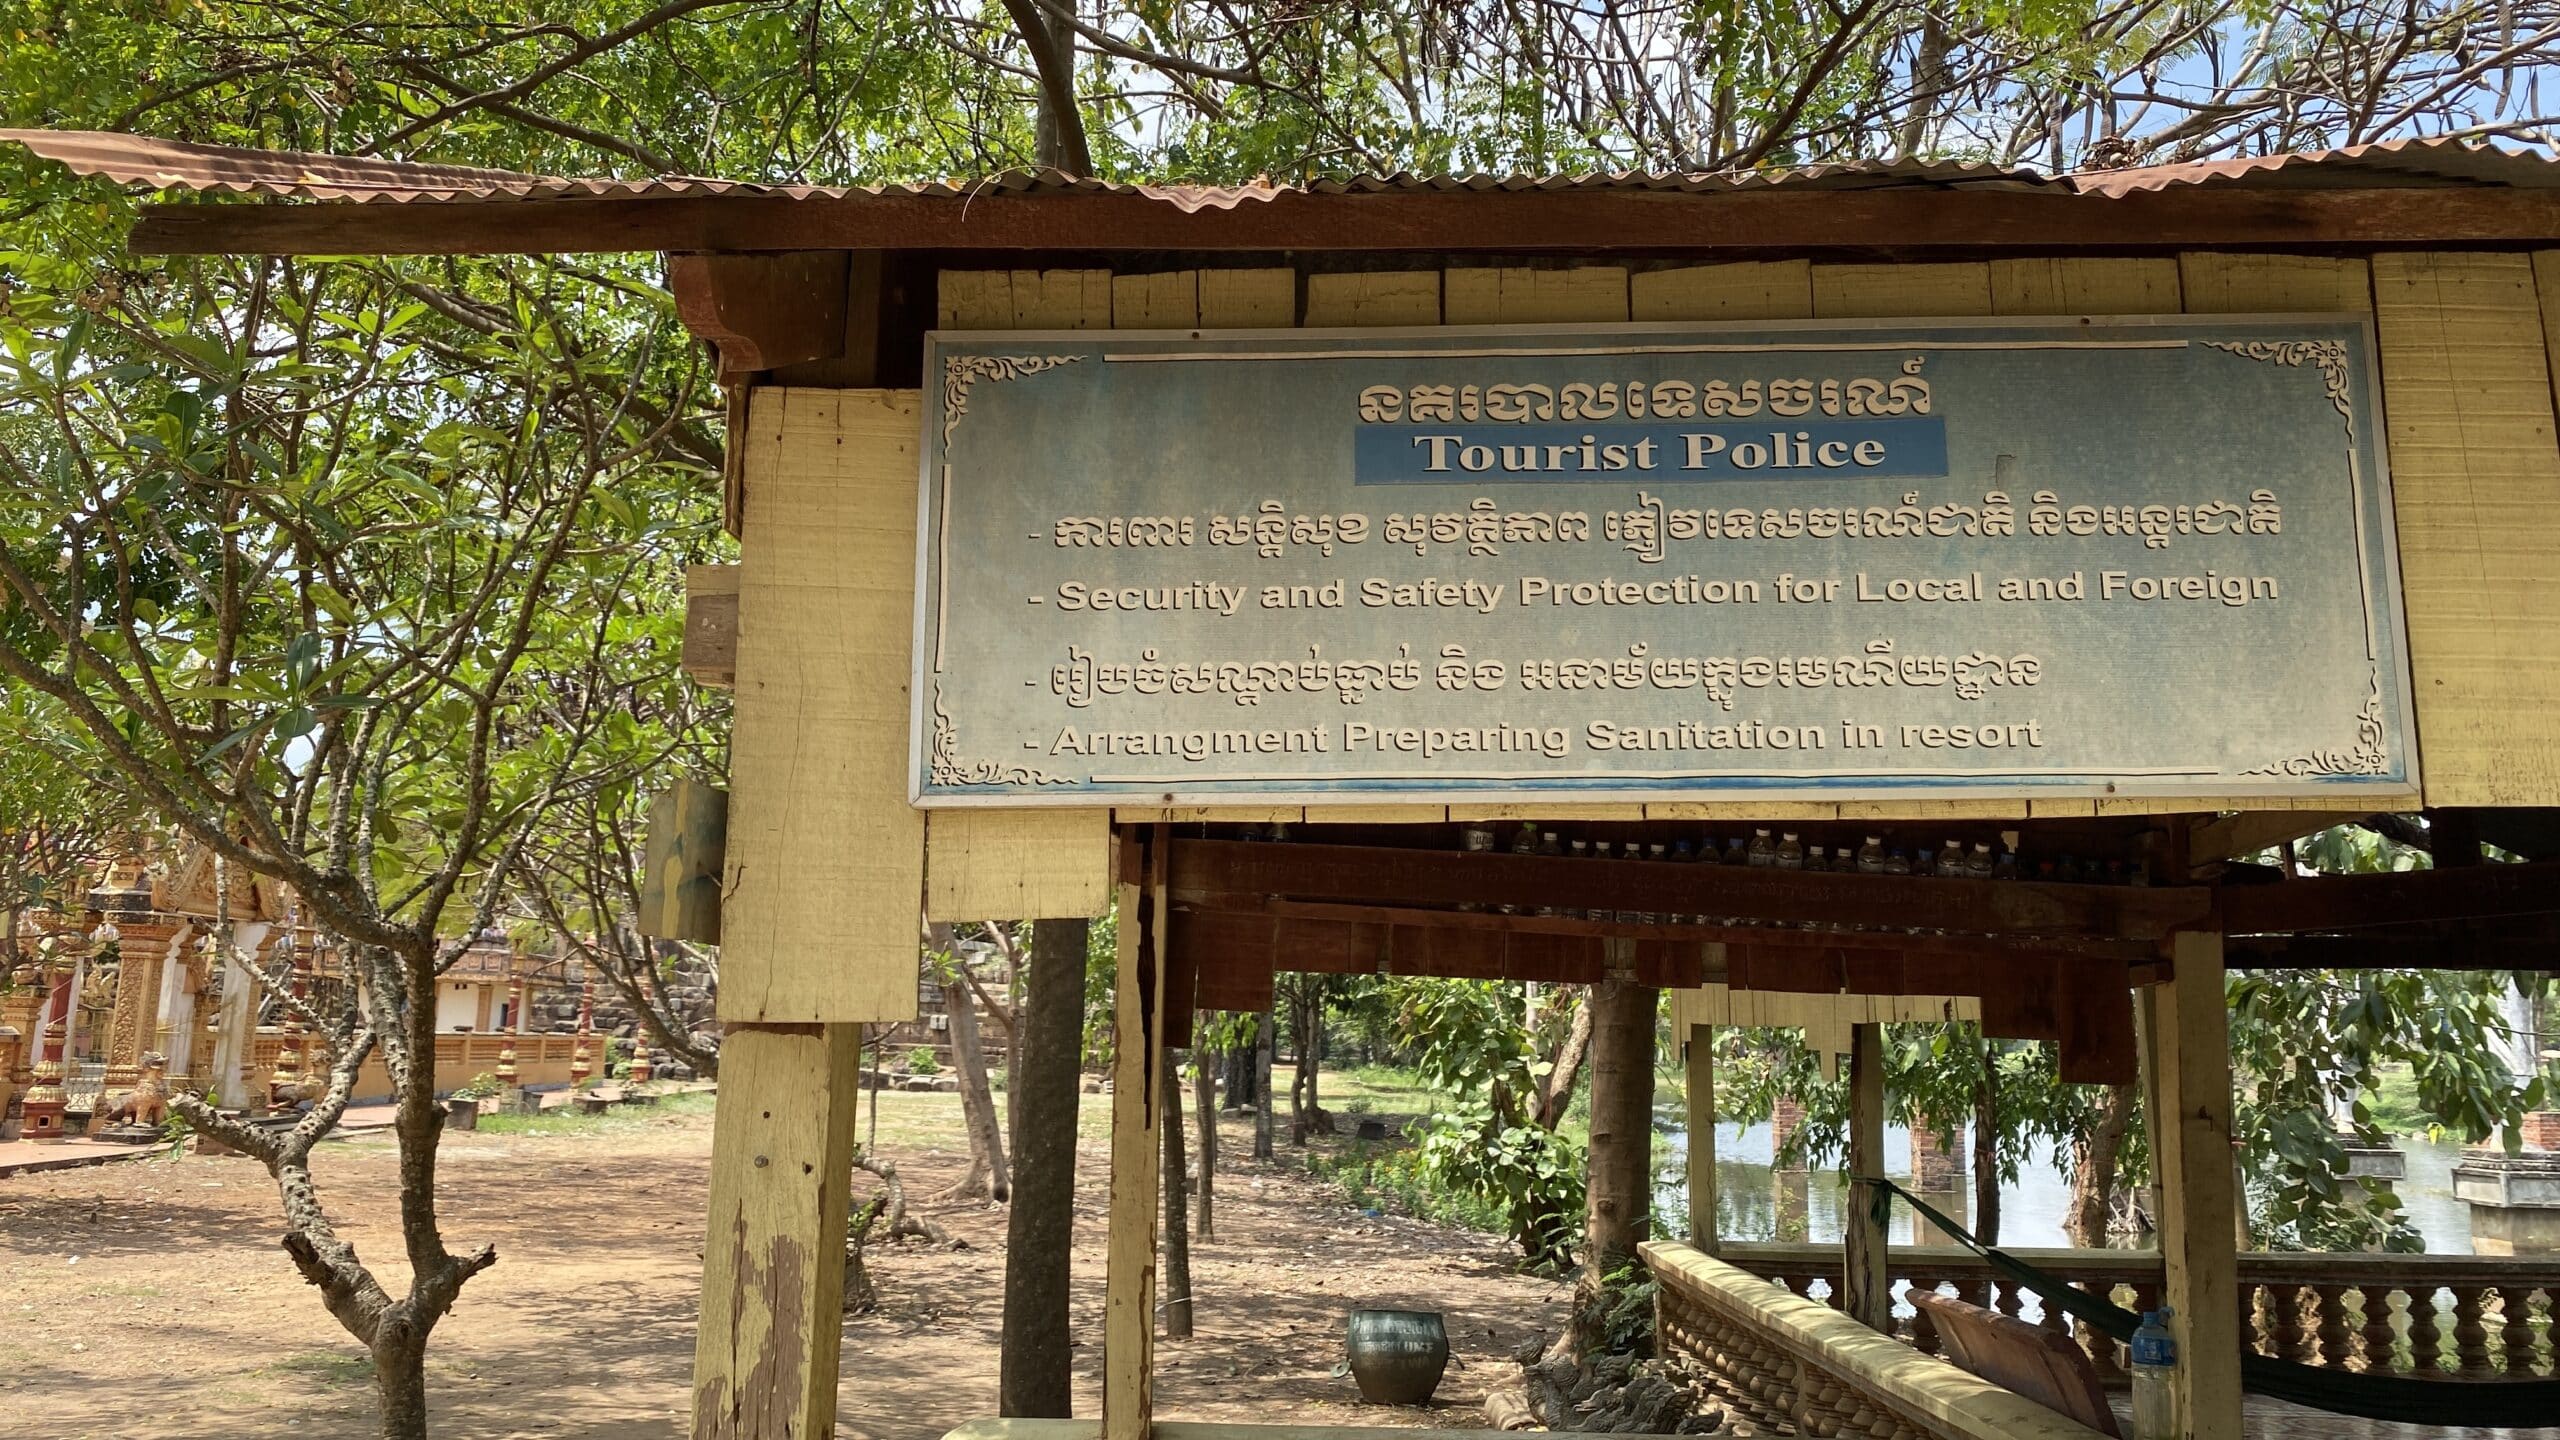 នគរបាលទេសចរណ៍
Tourist Police
- ការពារ សន្តិសុខ សុវត្ថិភាព ភ្ញៀវទេសចរណ៍ជាតិ និងអន្តរជាតិ
- Security and Safety Protection for Local and Foreign
- រៀបចំសណ្ដាប់ធ្នាប់ និង អនាម័យក្នុងរមណីយដ្ឋាន
- Arrangment Preparing Sanitation in resort